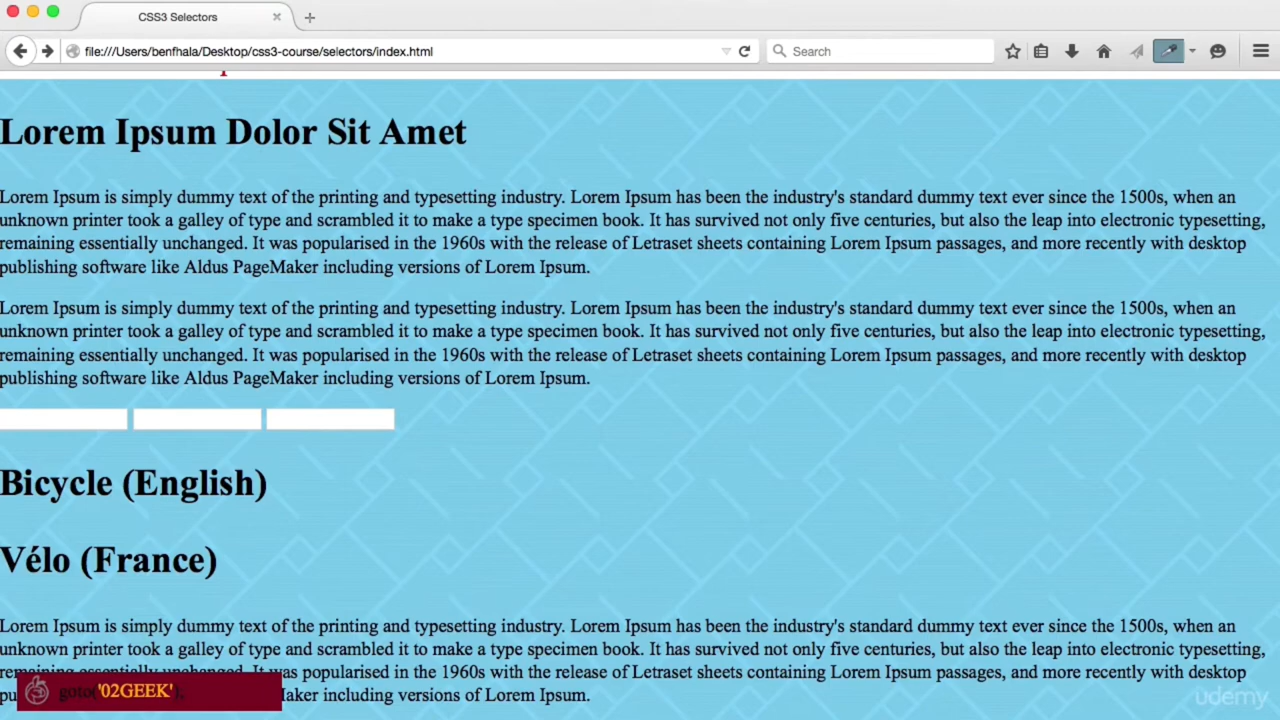 CSS3 Selectors
file:///Users/benfhala/Desktop/css3-course/selectors/index.html
Search
Lorem Ipsum Dolor Sit Amet
Lorem Ipsum is simply dummy text of the printing and typesetting industry. Lorem Ipsum has been the industry's standard dummy text ever since the 1500s, when an
unknown printer took a galley of type and scrambled it to make a type specimen book. It has survived not only five centuries, but also the leap into electronic typesetting,
remaining essentially unchanged. It was popularised in the 1960s with the release of Letraset sheets containing Lorem Ipsum passages, and more recently with desktop
publishing software like Aldus PageMaker including versions of Lorem Ipsum.
Lorem Ipsum is simply dummy text of the printing and typesetting industry. Lorem Ipsum has been the industry's standard dummy text ever since the 1500s, when an
unknown printer took a galley of type and scrambled it to make a type specimen book. It has survived not only five centuries, but also the leap into electronic typesetting,
remaining essentially unchanged. It was popularised in the 1960s with the release of Letraset sheets containing Lorem Ipsum passages, and more recently with desktop
publishing software like Aldus PageMaker including versions of Lorem Ipsum.
Bicycle (English)
Vélo (France)
Lorem Ipsum is simply dummy text of the printing and typesetting industry. Lorem Ipsum has been the industry's standard dummy text ever since the 1500s, when an
unknown printer took a galley of type and scrambled it to make a type specimen book. It has survived not only five centuries, but also the leap into electronic typesetting,
remaining essentially unchanged. It was popularised in the 1960s with the release of Letraset sheets containing Lorem Ipsum passages, and more recently with desktop
Maker including versions of Lorem Ipsum.
goto('02GEEK');
udemy